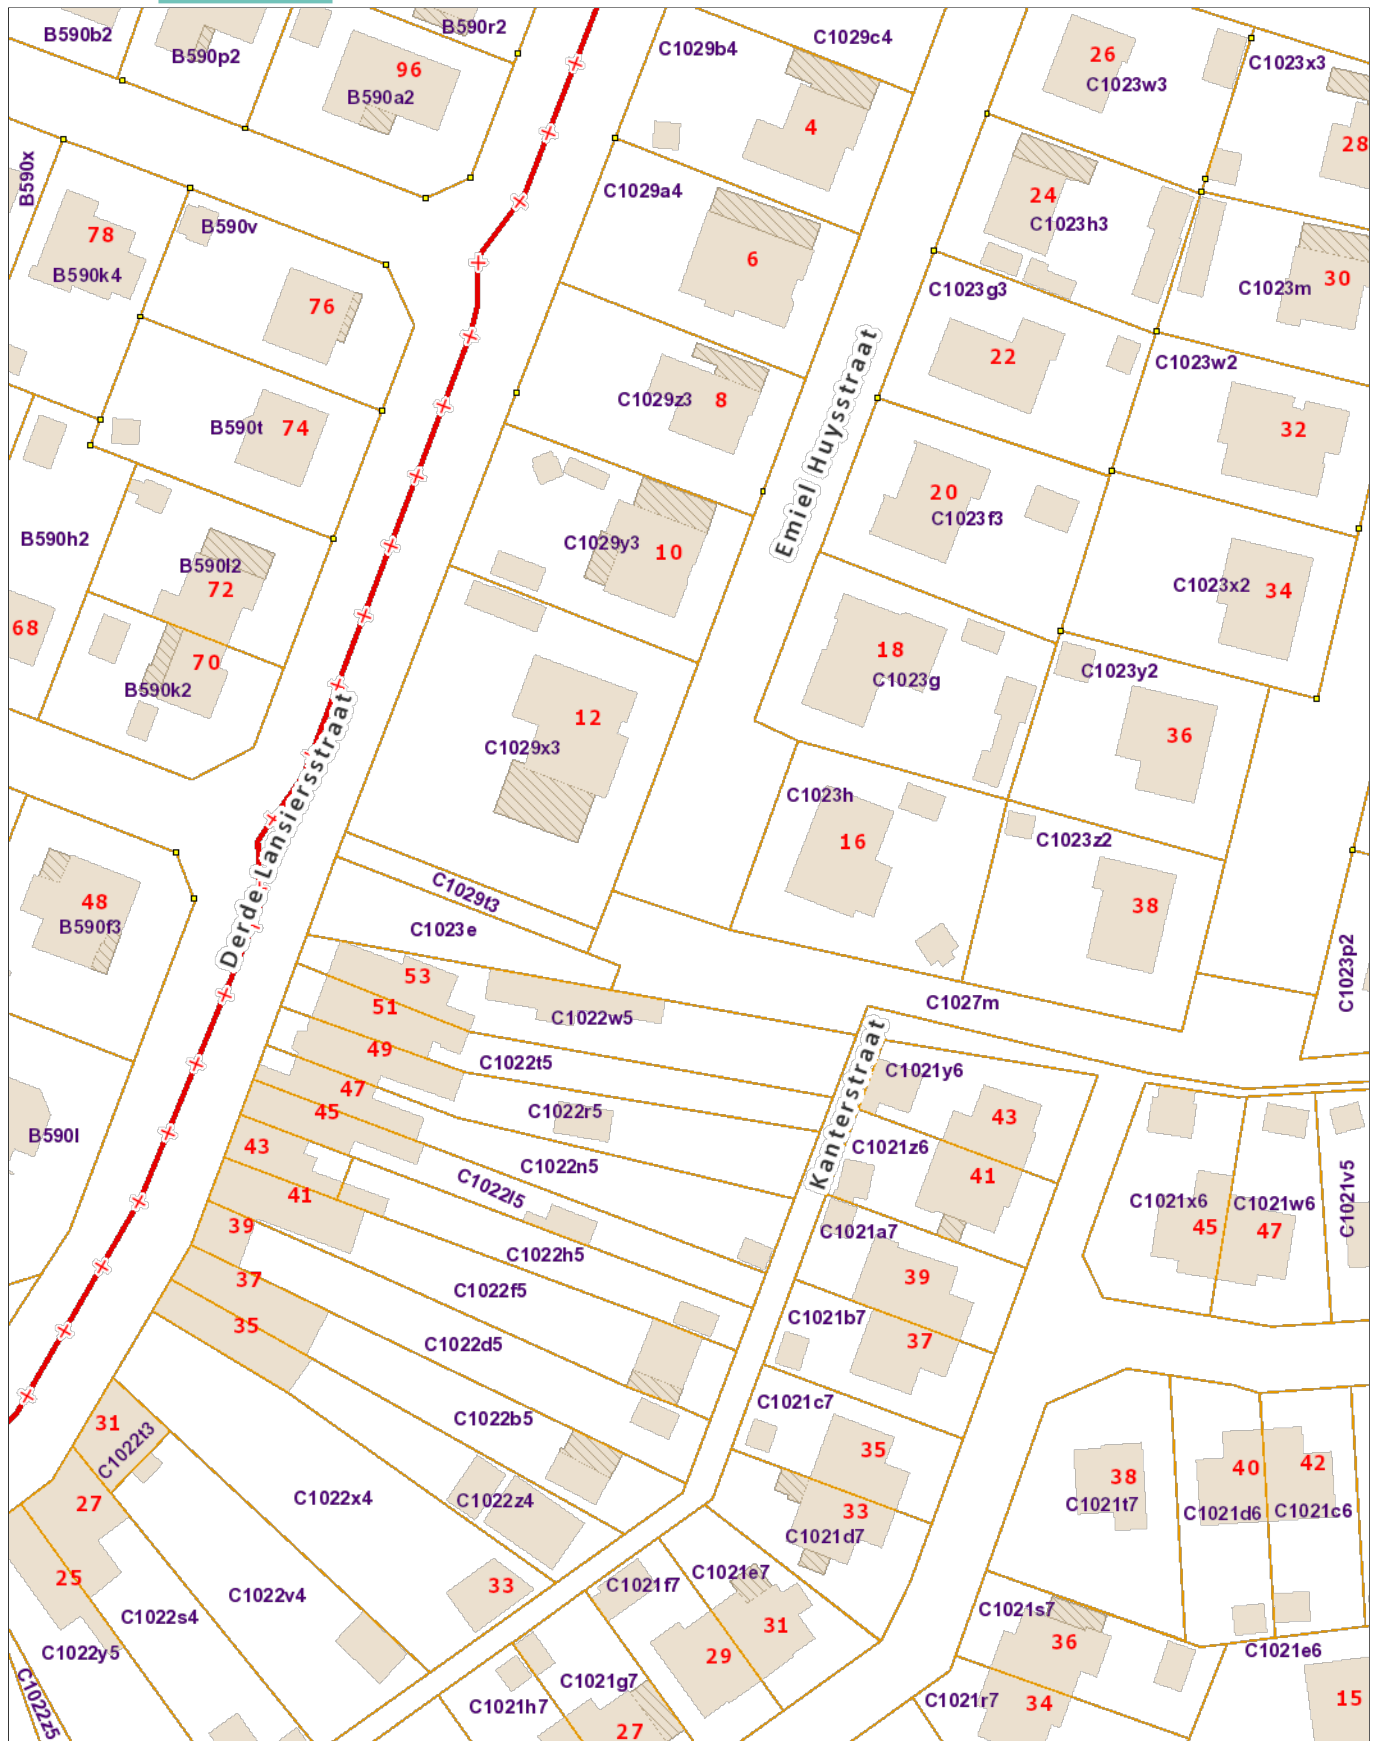 B590b2
B590p2
B590r2
96
B590a2
C1029b4
C1029c4
4
26
C1023w3
C1023x3
28
B590x
78
B590k4
B590v
76
C1029a4
6
24
C1023h3
C1023g3
C1023m
30
22
C1023w2
B590t
74
C1029z3
8
Emiel Huysstraat
32
20
C1023f3
B590h2
B590l2
72
C1029y3
10
C1023x2
34
68
70
B590k2
18
C1023g
C1023y2
12
C1029x3
36
Derde Lansiersstraat
C1023h
16
C1023z2
38
48
B590f3
C1029t3
C1023e
C1023p2
53
51
C1022w5
C1027m
49
C1022t5
Kanterstraat
C1021y6
47
45
C1022r5
43
B590l
43
C1022n5
C1021z6
41
41
C1022l5
C1021x6
45
C1021w6
47
C1021v5
39
C1022h5
C1021a7
37
C1022f5
39
35
C1022d5
C1021b7
37
31
C1022t3
C1022b5
C1021c7
35
27
C1022x4
C1022z4
33
C1021d7
38
C1021t7
40
C1021d6
42
C1021c6
25
C1022v4
33
C1021f7
C1021e7
C1022s4
C1022y5
31
29
C1021s7
36
C1021e6
C1022z5
C1021g7
C1021h7
27
C1021r7
34
15